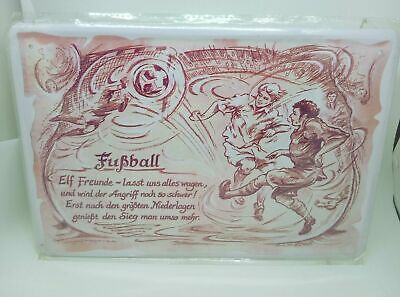 Fußball
Elf Freunde – lasst uns alles wagen,
und wird der Angriff noch so schwer!
Erst nach den größten Niederlagen
genießt den Sieg man umso mehr.